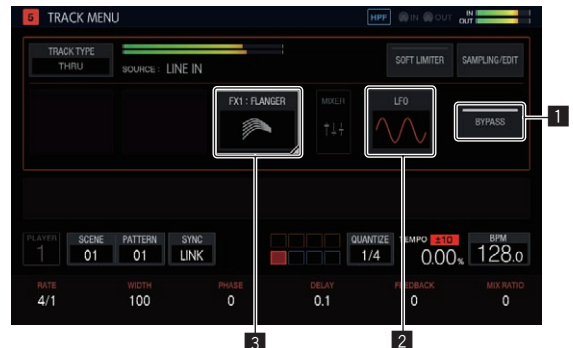 6 TRACK MENU HPF IN OUT IN OUT
TRACK TYPE
THRU
SOURCE : LINE IN
SOFT LIMITER
SAMPLING/EDIT
FX1 : FLANGER
MIXER
LFO
BYPASS
1
PLAYER
1
SCENE
01
PATTERN
01
SYNC
LINK
QUANTIZE
1/4
TEMPO ±10
0.00%
BPM
128.0
RATE
4/1
WIDTH
100
PHASE
0
DELAY
0.1
FEEDBACK
0
MIX RATIO
0
3
2